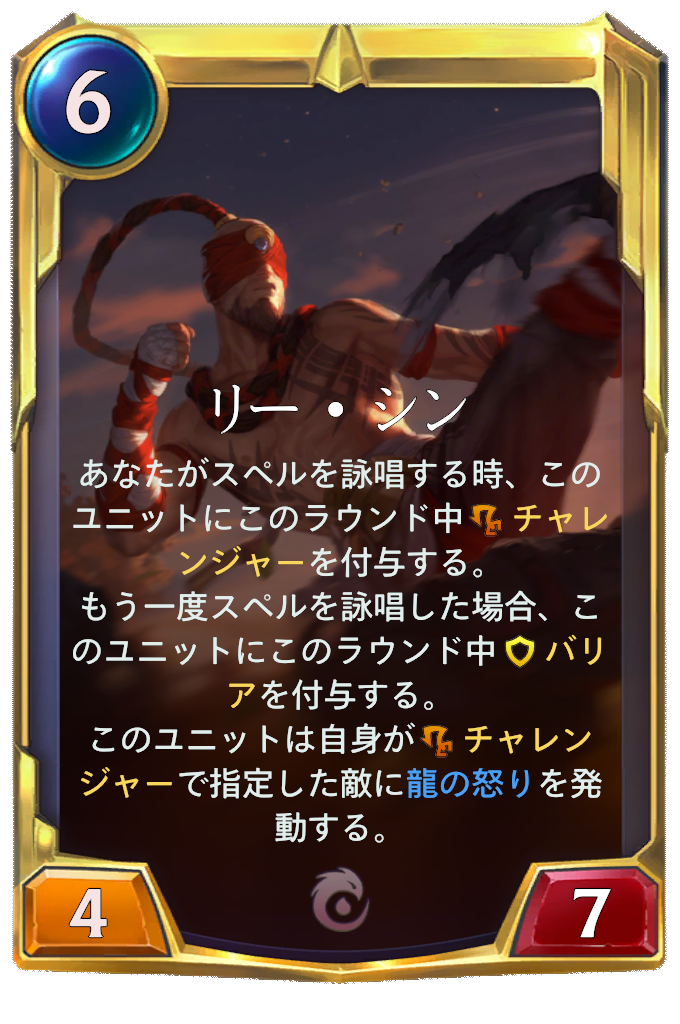 6
リー・シン
あなたがスペルを詠唱する時、この
ユニットにこのラウンド中 チャレ
ンジャーを付与する。
もう一度スペルを詠唱した場合、こ
のユニットにこのラウンド中 バリ
アを付与する。
このユニットは自身が チャレン
ジャーで指定した敵に龍の怒りを発
動する。
4
7